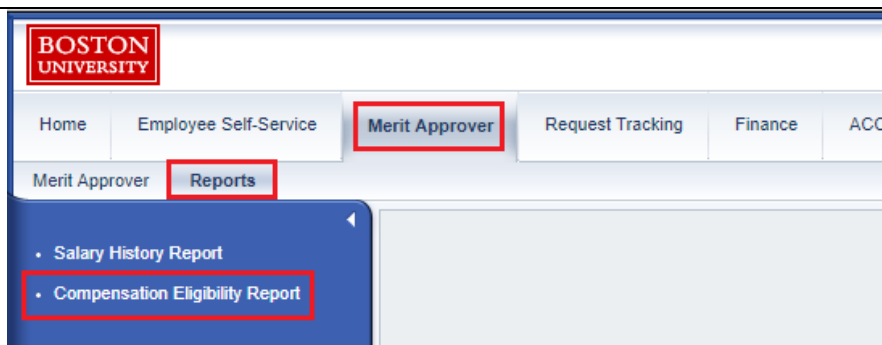 BOSTON
UNIVERSITY
Home Employee Self-Service Merit Approver Request Tracking Finance ACC
Merit Approver Reports
• Salary History Report
• Compensation Eligibility Report